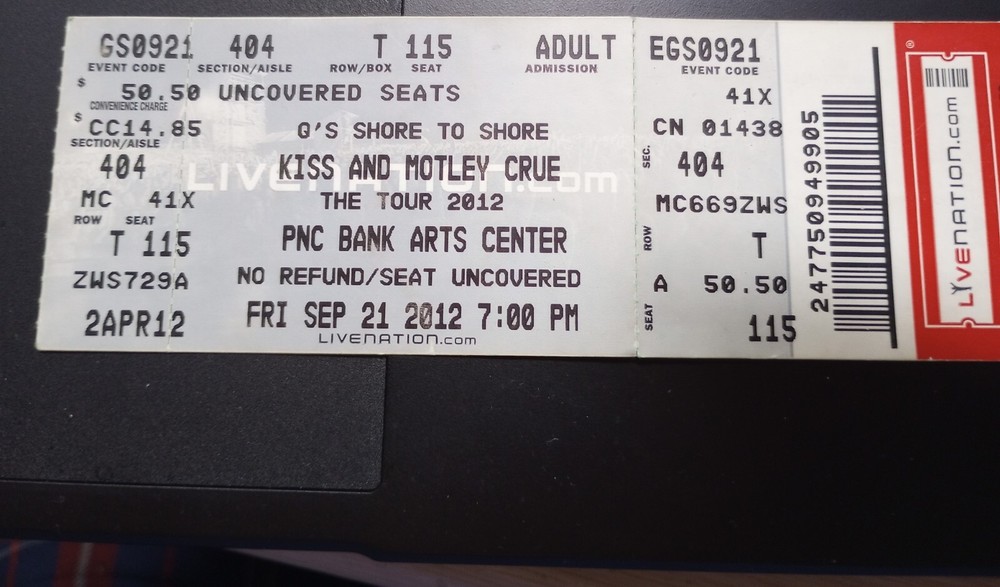 GS0921 404 T 115 ADULT
EVENT CODE SECTION/AISLE ROW/BOX SEAT ADMISSION
$ 50.50 UNCOVERED SEATS
CONVENIENCE CHARGE
$ CC14.85 Q'S SHORE TO SHORE
SECTION/AISLE
404 KISS AND MOTLEY CRUE
LIVENATION.com
MC 41X THE TOUR 2012
ROW SEAT
T 115 PNC BANK ARTS CENTER
ZWS729A NO REFUND/SEAT UNCOVERED
2APR12 FRI SEP 21 2012 7:00 PM
LIVENATION.com
EGS0921
EVENT CODE
41X
CN 01438
SEC. 404
MC669ZWS
ROW T
A 50.50
SEAT 115
247750949905
LIVENATION.com
®